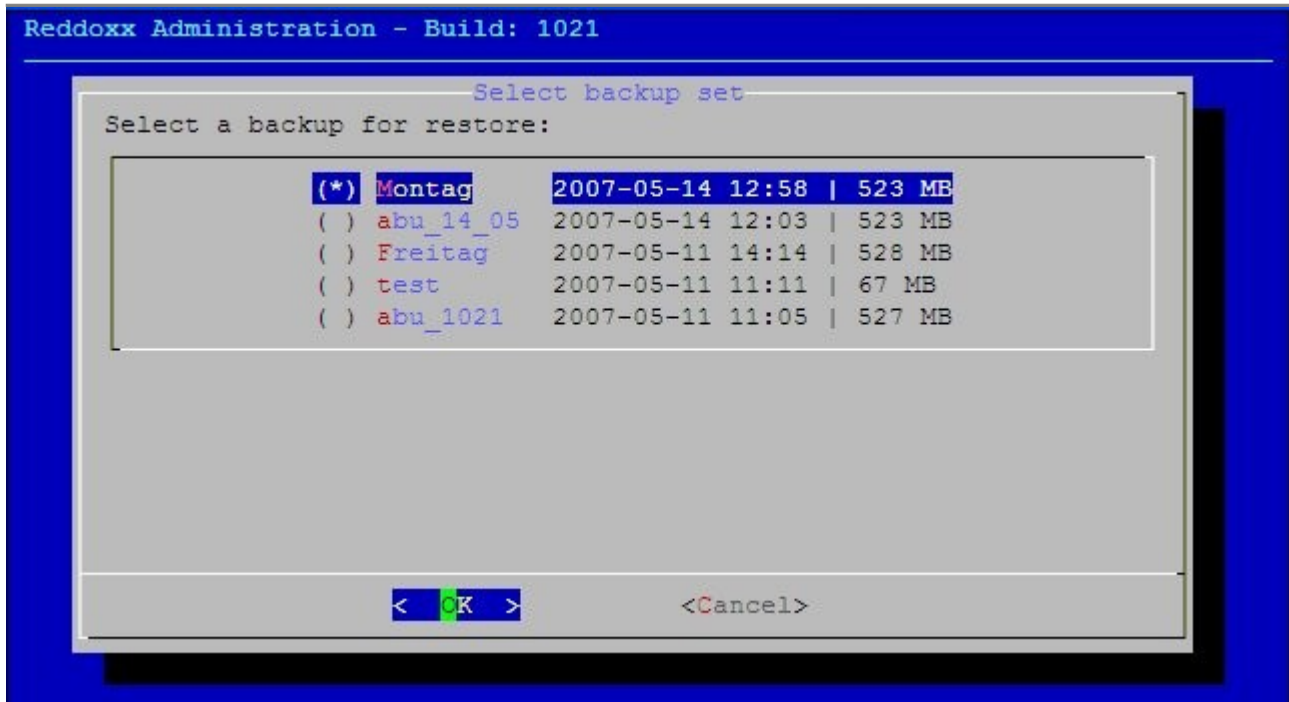 Reddoxx Administration - Build: 1021
Select backup set
Select a backup for restore:
(*) Montag 2007-05-14 12:58 | 523 MB
( ) abu_14_05 2007-05-14 12:03 | 523 MB
( ) Freitag 2007-05-11 14:14 | 528 MB
( ) test 2007-05-11 11:11 | 67 MB
( ) abu_1021 2007-05-11 11:05 | 527 MB
< OK > <Cancel>